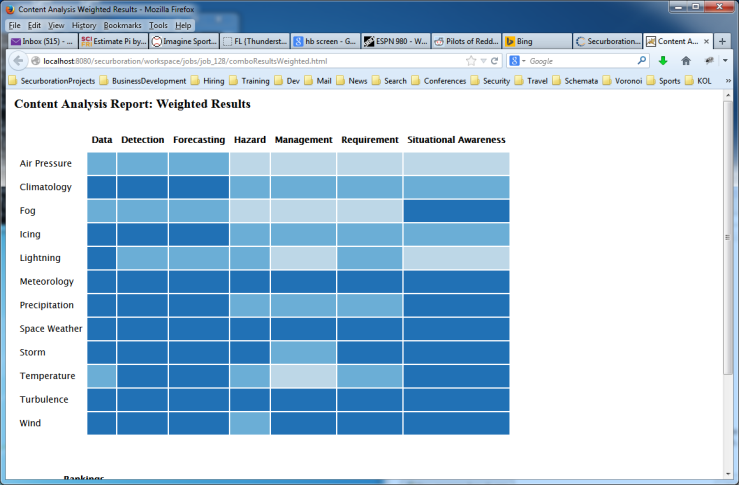 Content Analysis Weighted Results - Mozilla Firefox
File Edit View History Bookmarks Tools Help
Inbox (515) - ... Estimate Pi by... Imagine Sport... FL (Thunderst... hb screen - G... ESPN 980 - W... Pilots of Redd... Bing Securboration... Content A...
localhost:8080/securboration/workspace/jobs/job_128/comboResultsWeighted.html Google
SecurborationProjects BusinessDevelopment Hiring Training Dev Mail News Search Conferences Security Travel Schemata Voronoi Sports KOL
Content Analysis Report: Weighted Results
Data Detection Forecasting Hazard Management Requirement Situational Awareness
Air Pressure
Climatology
Fog
Icing
Lightning
Meteorology
Precipitation
Space Weather
Storm
Temperature
Turbulence
Wind
Rankings